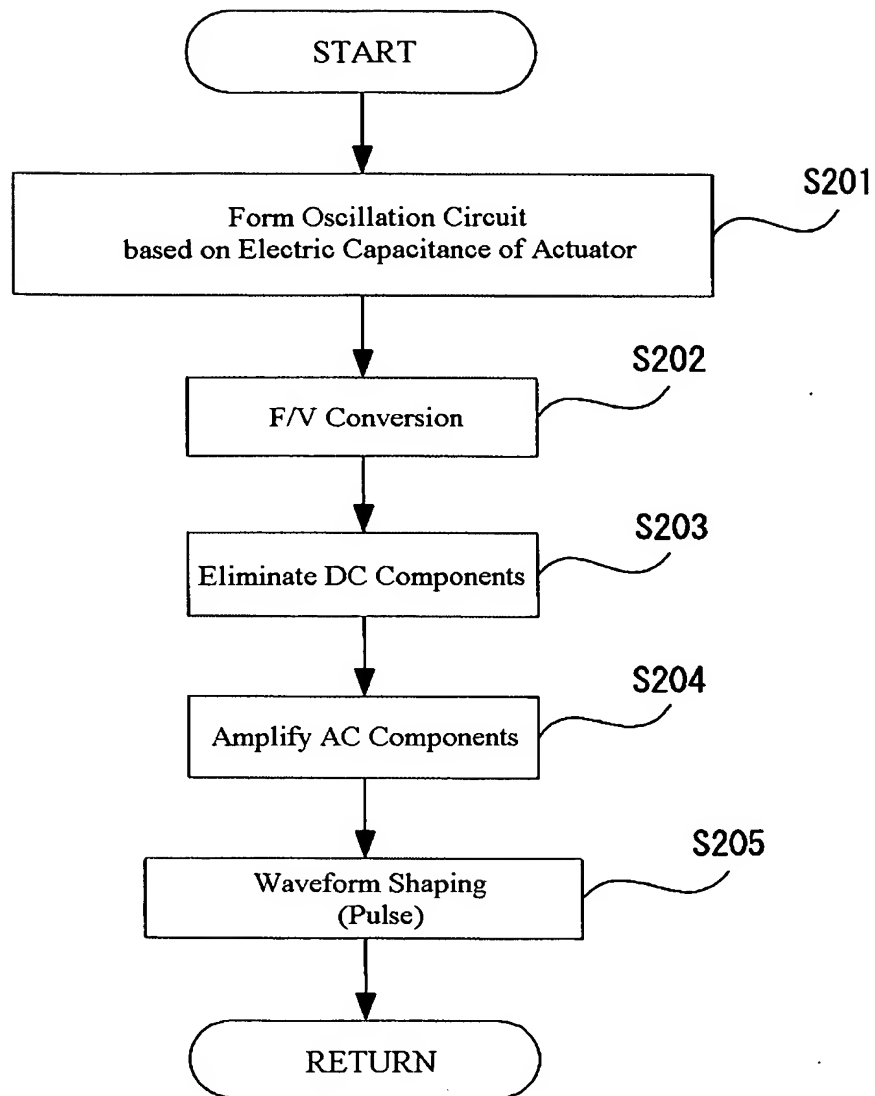 START
S201
Form Oscillation Circuit
based on Electric Capacitance of Actuator
S202
F/V Conversion
S203
Eliminate DC Components
S204
Amplify AC Components
S205
Waveform Shaping
(Pulse)
RETURN